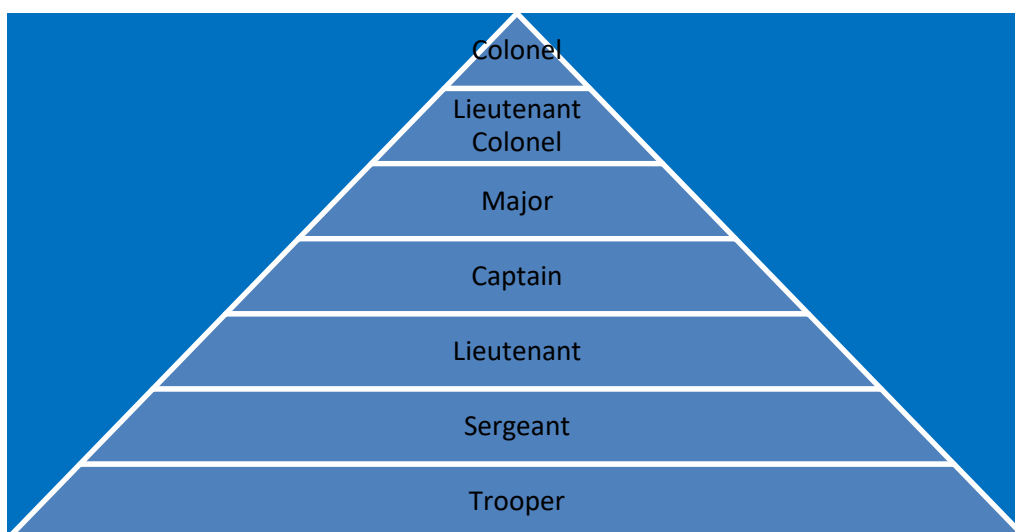 Colonel
Lieutenant
Colonel
Major
Captain
Lieutenant
Sergeant
Trooper